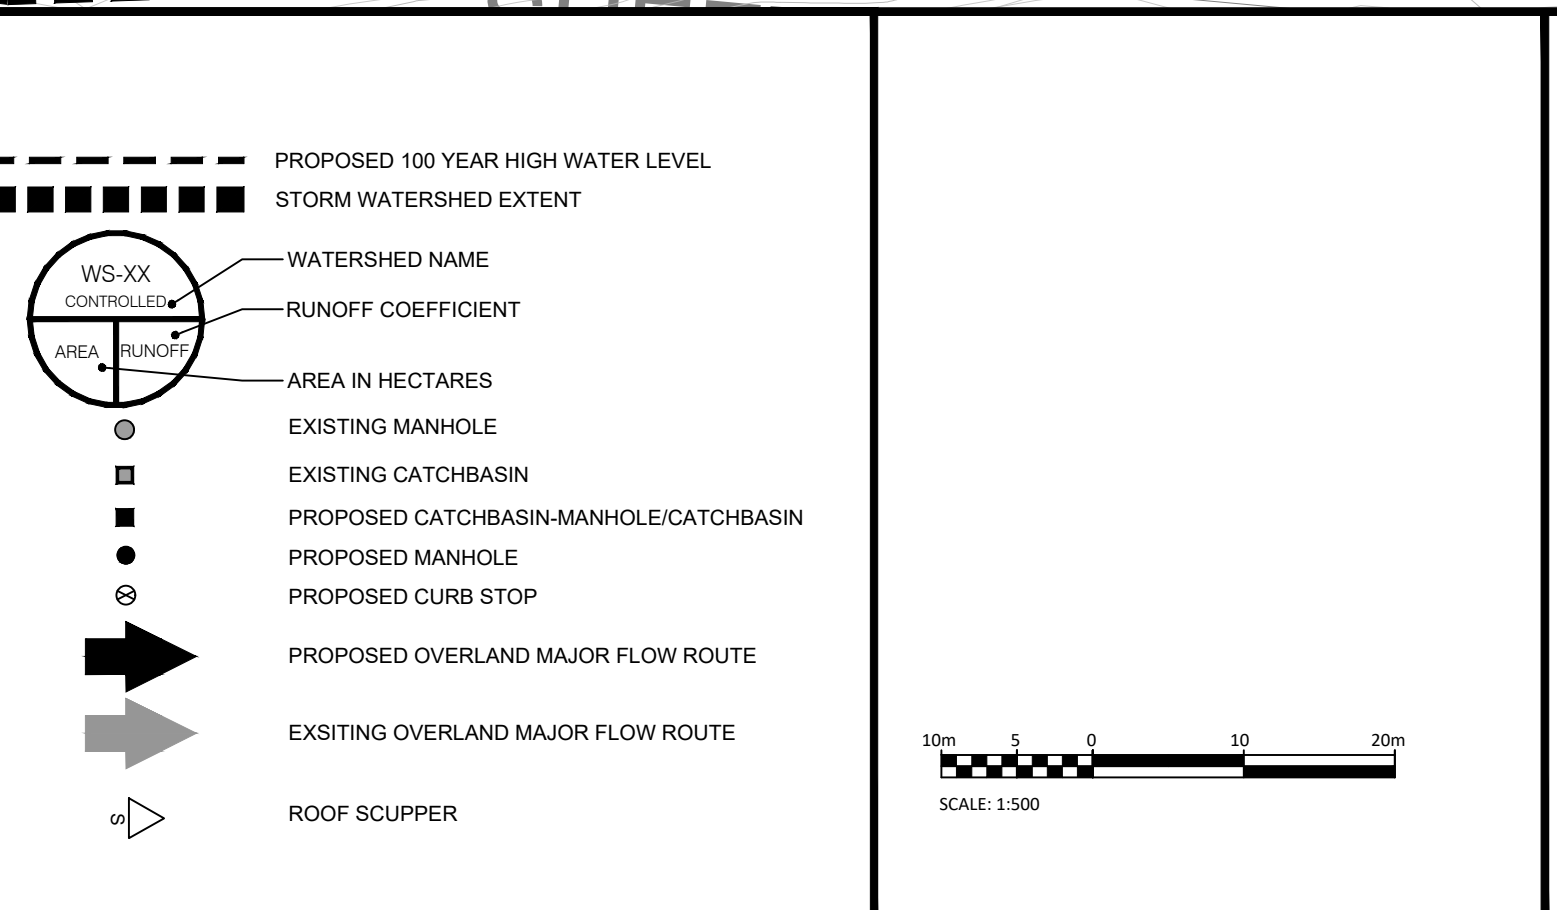 PROPOSED 100 YEAR HIGH WATER LEVEL
STORM WATERSHED EXTENT
WS-XX
CONTROLLED
AREA
RUNOFF
WATERSHED NAME
RUNOFF COEFFICIENT
AREA IN HECTARES
EXISTING MANHOLE
EXISTING CATCHBASIN
PROPOSED CATCHBASIN-MANHOLE/CATCHBASIN
PROPOSED MANHOLE
PROPOSED CURB STOP
PROPOSED OVERLAND MAJOR FLOW ROUTE
EXSITING OVERLAND MAJOR FLOW ROUTE
S
ROOF SCUPPER
10m 5 0 10 20m
SCALE: 1:500